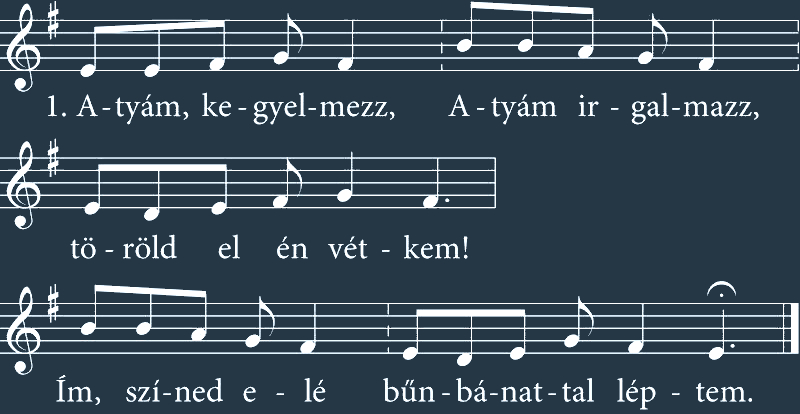 1. A-tyám, ke-gyel-mezz, A-tyám ir-gal-mazz,
tö-röld el én vét-kem!
Ím, szí-ned e-lé bűn-bá-nat-tal lép-tem.